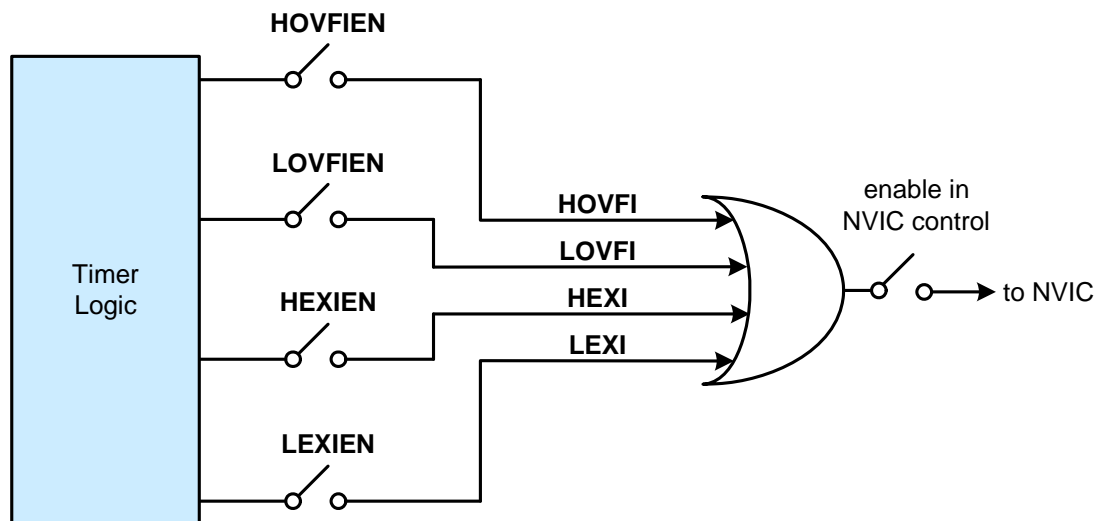 HOVFIEN
LOVFIEN
HEXIEN
LEXIEN
Timer
Logic
HOVFI
LOVFI
HEXI
LEXI
enable in
NVIC control
to NVIC